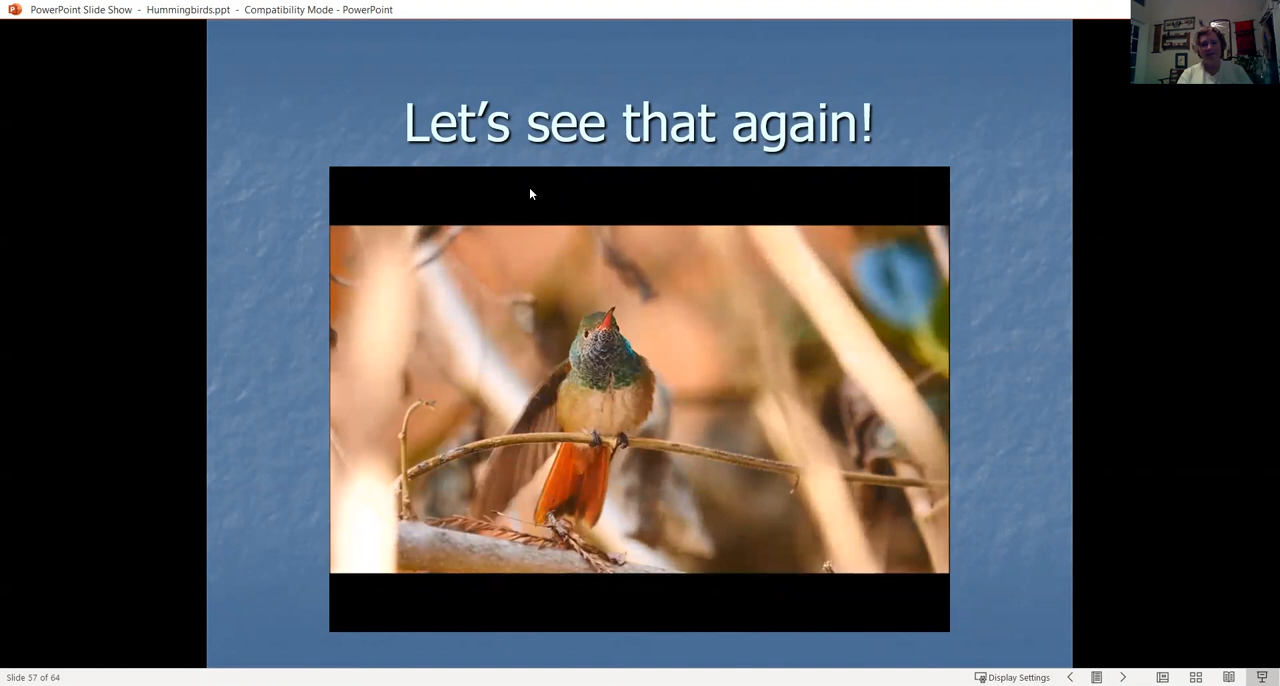 PowerPoint Slide Show - Hummingbirds.ppt - Compatibility Mode - PowerPoint
Let's see that again!
Slide 57 of 64
Display Settings